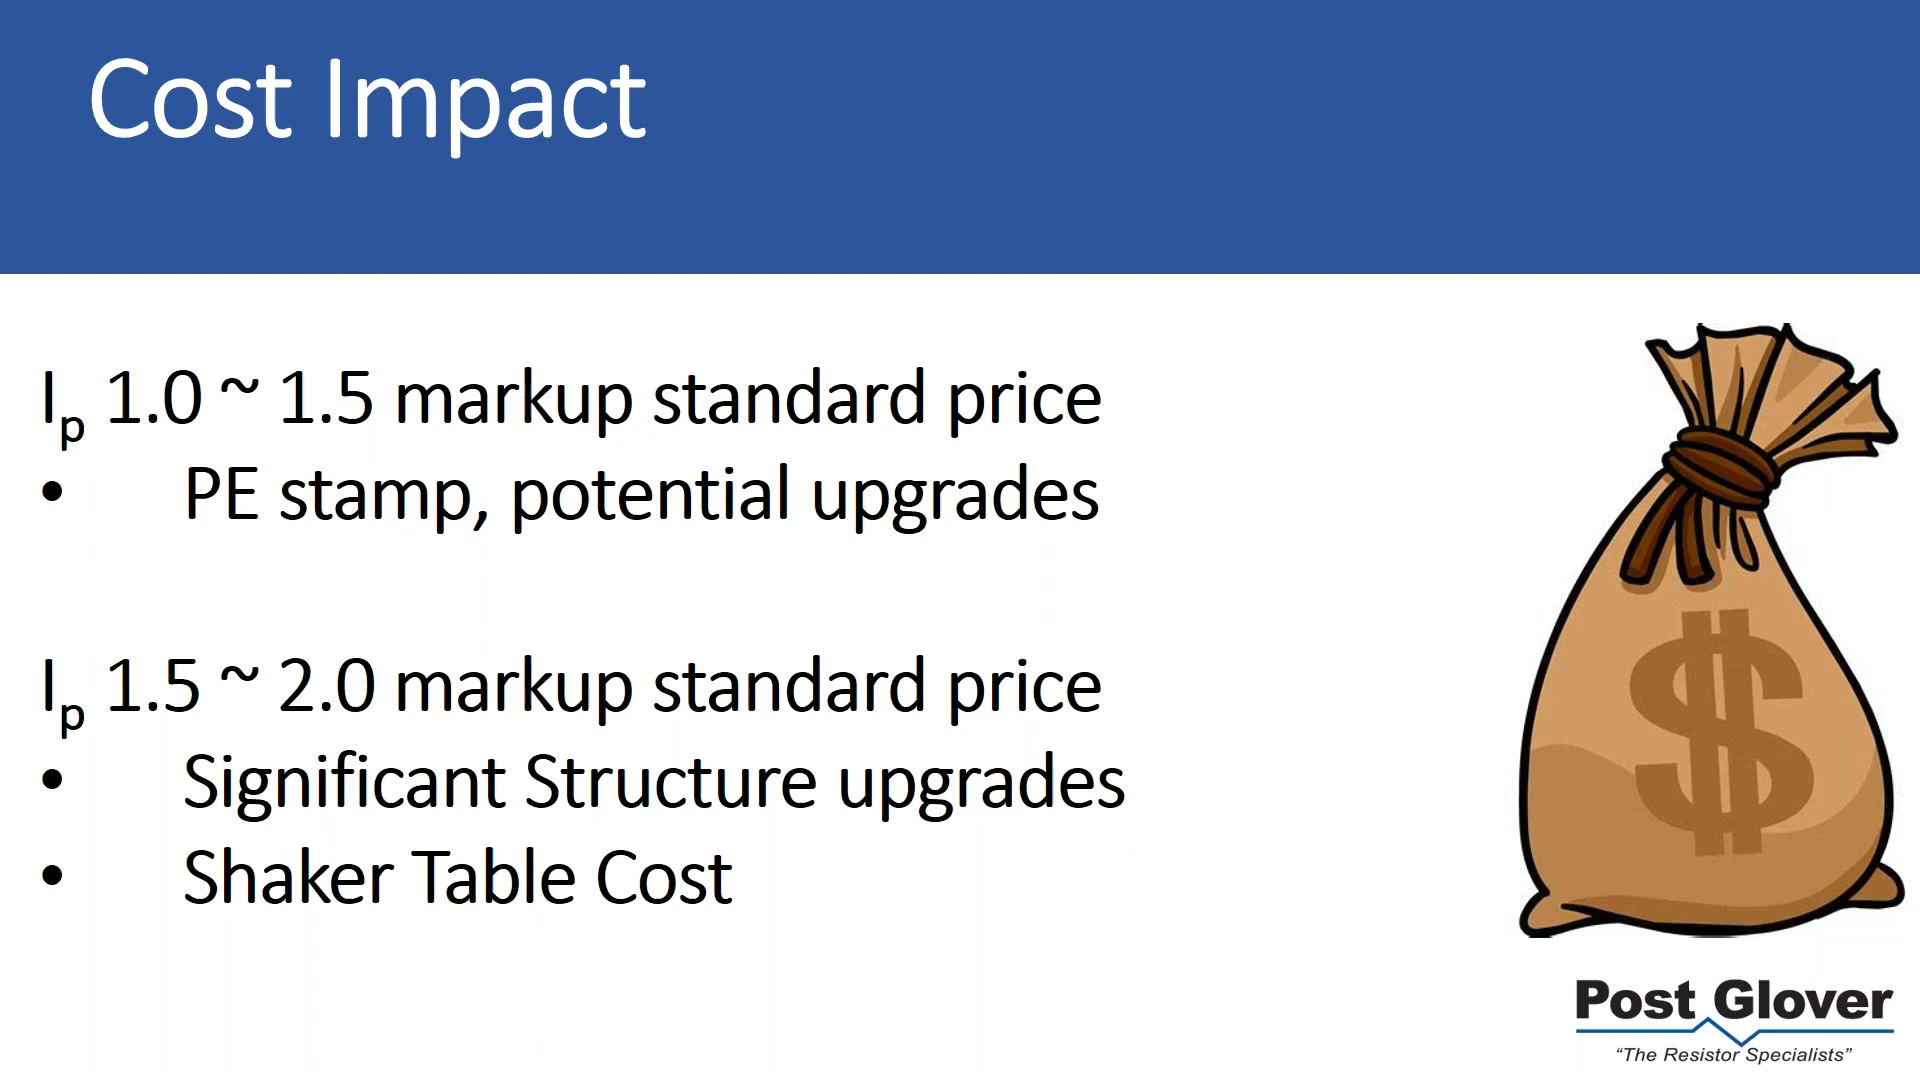 Cost Impact
Iₚ 1.0 ~ 1.5 markup standard price
• PE stamp, potential upgrades
Iₚ 1.5 ~ 2.0 markup standard price
• Significant Structure upgrades
• Shaker Table Cost
$
Post Glover
“The Resistor Specialists”